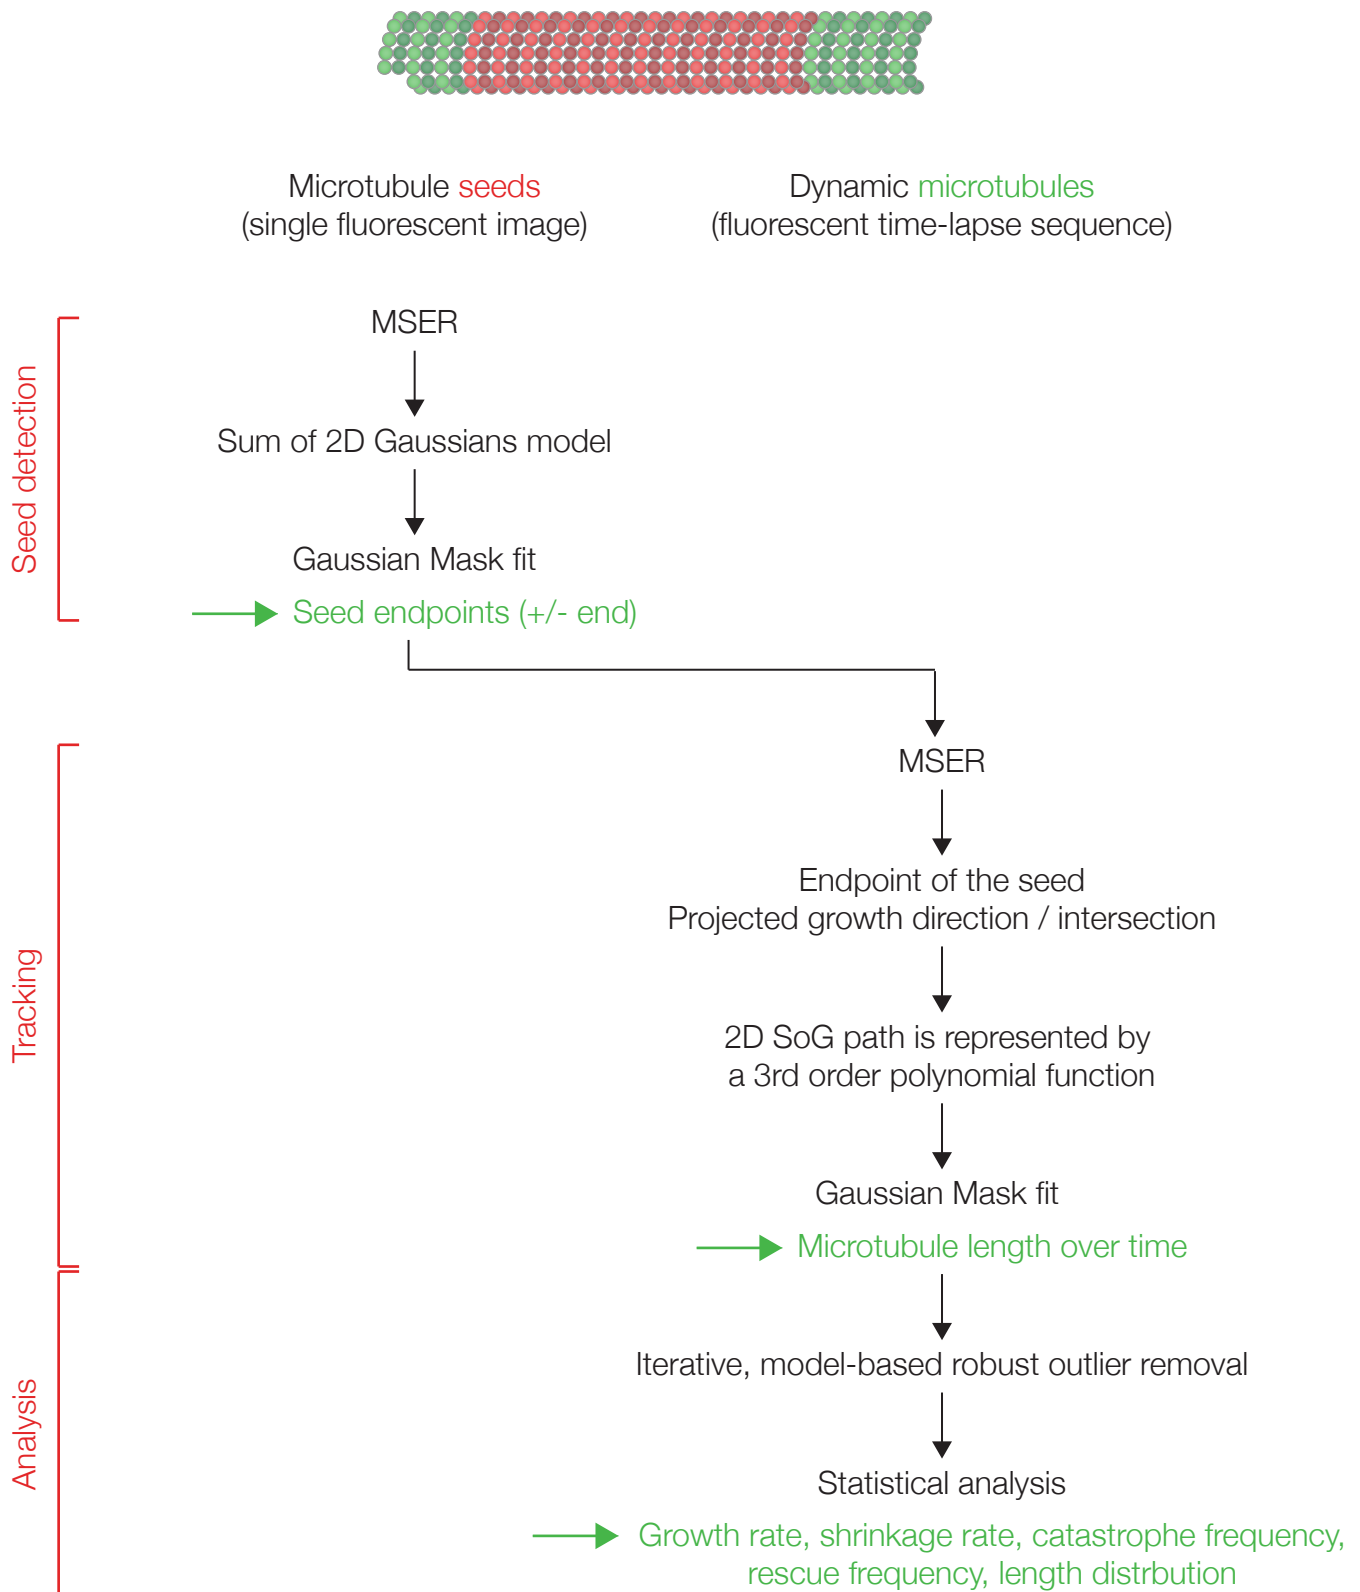 Microtubule seeds
(single fluorescent image)
Dynamic microtubules
(fluorescent time-lapse sequence)
Seed detection
MSER
Sum of 2D Gaussians model
Gaussian Mask fit
Seed endpoints (+/- end)
Tracking
MSER
Endpoint of the seed
Projected growth direction / intersection
2D SoG path is represented by
a 3rd order polynomial function
Gaussian Mask fit
Microtubule length over time
Analysis
Iterative, model-based robust outlier removal
Statistical analysis
Growth rate, shrinkage rate, catastrophe frequency,
rescue frequency, length distrbution